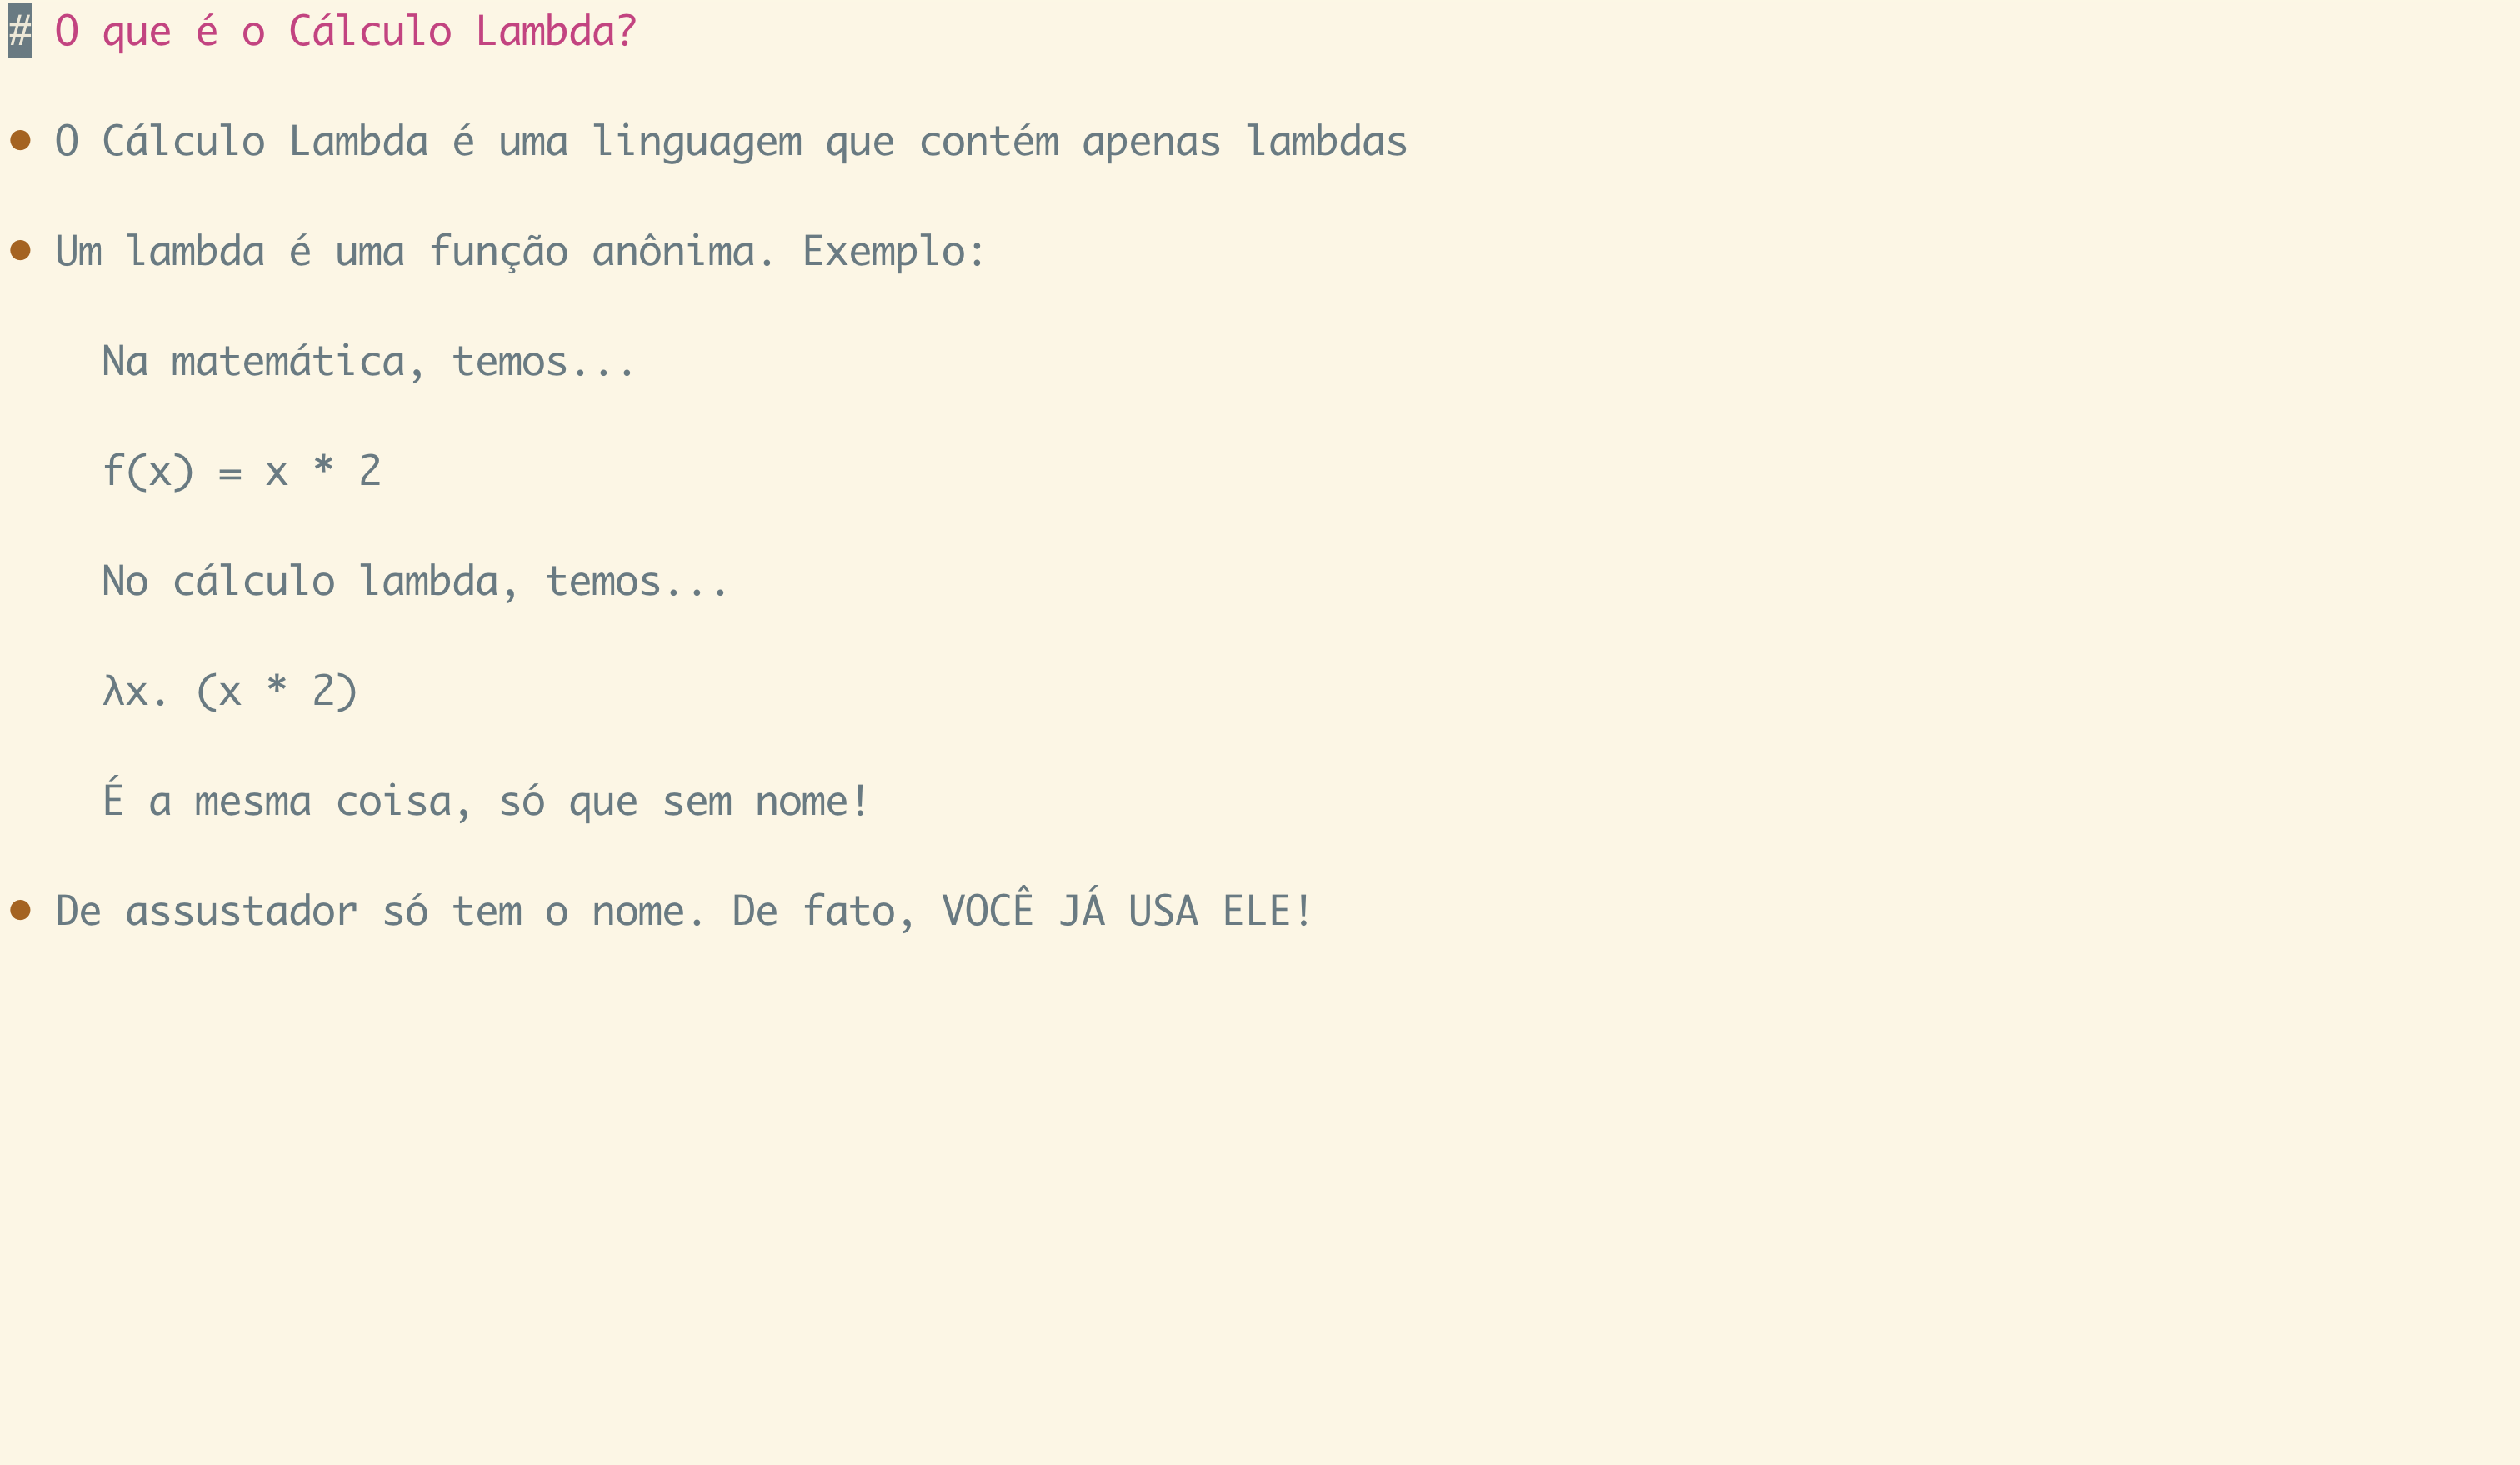 # O que é o Cálculo Lambda?
● O Cálculo Lambda é uma linguagem que contém apenas lambdas
● Um lambda é uma função anônima. Exemplo:
Na matemática, temos...
f(x) = x * 2
No cálculo lambda, temos...
λx. (x * 2)
É a mesma coisa, só que sem nome!
● De assustador só tem o nome. De fato, VOCÊ JÁ USA ELE!